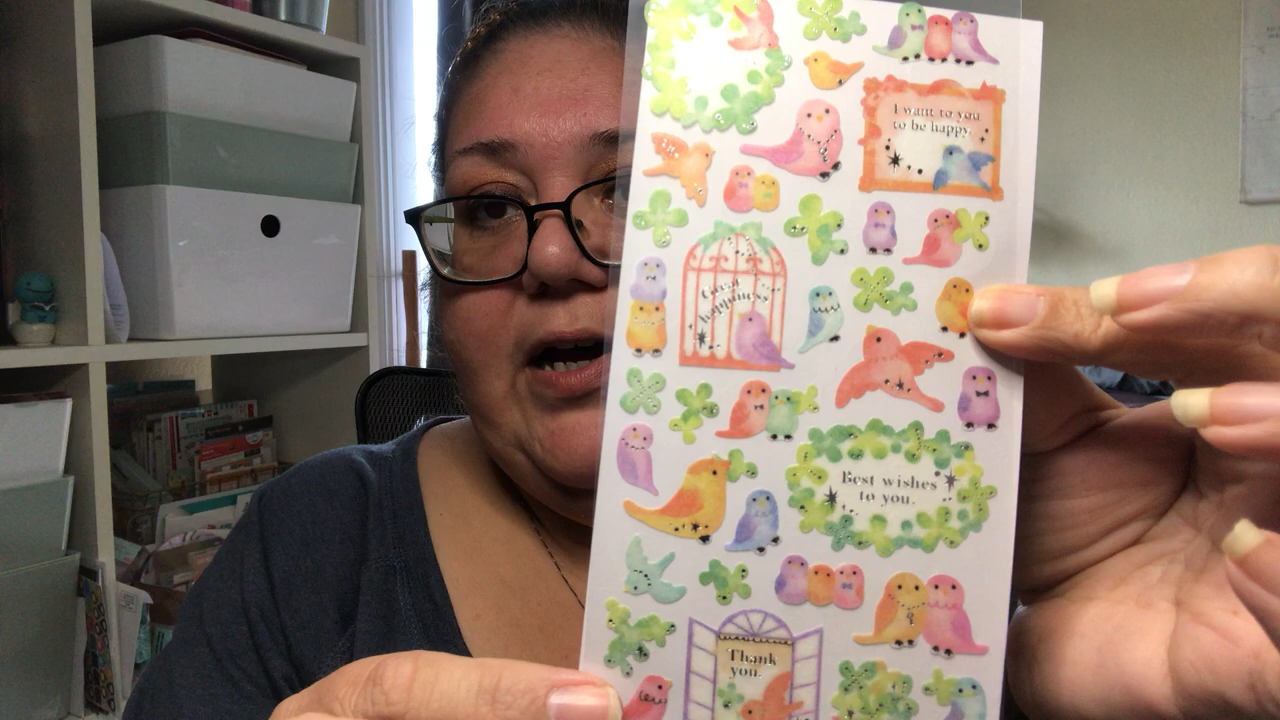 I want to you
to be happy.
Great
happiness
Best wishes
to you.
Thank
you.